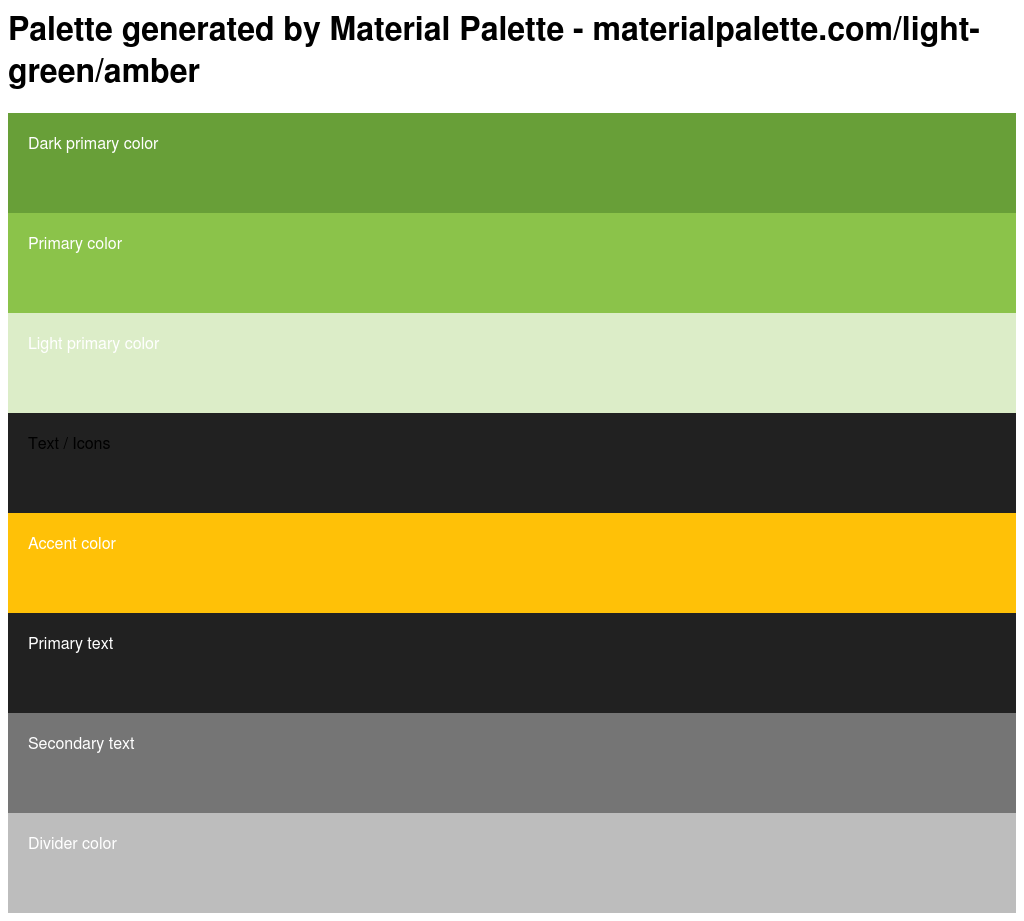 Palette generated by Material Palette - materialpalette.com/light-
green/amber
Dark primary color
Primary color
Light primary color
Text / Icons
Accent color
Primary text
Secondary text
Divider color